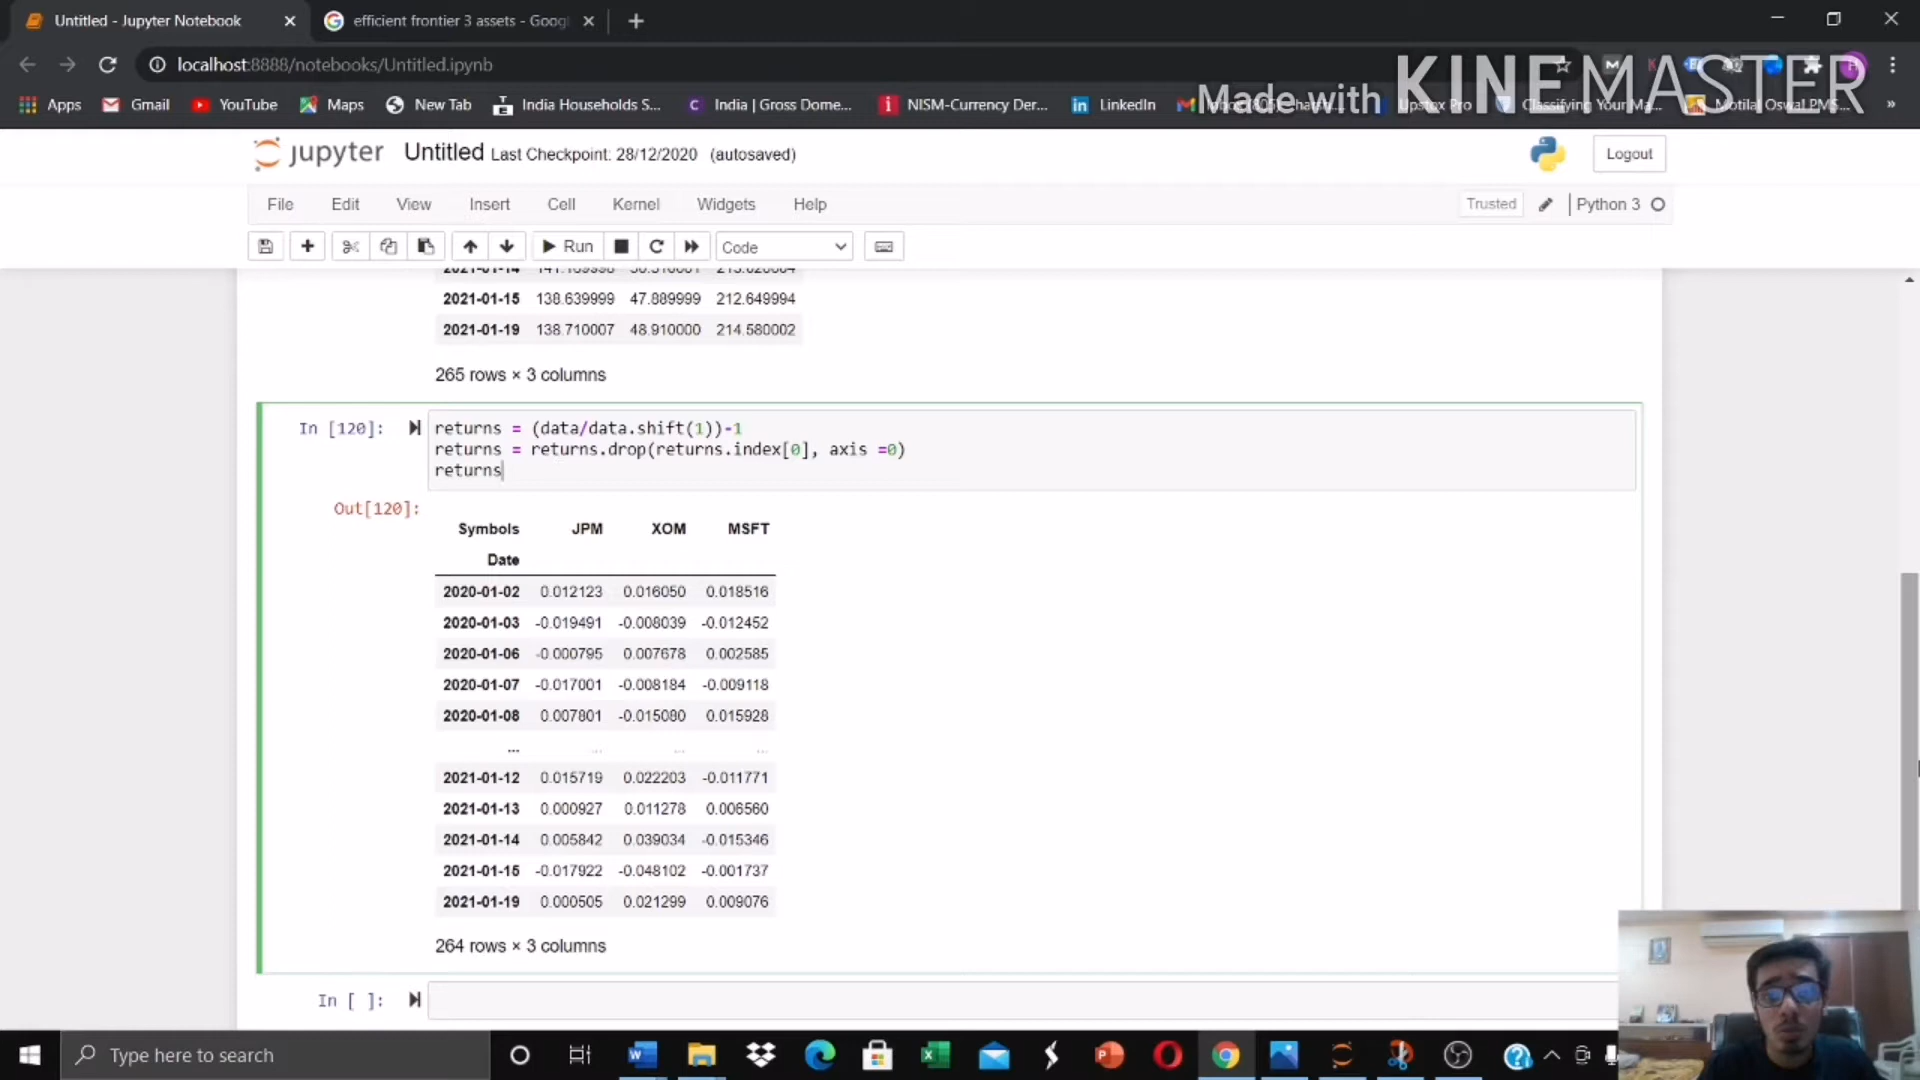 Untitled - Jupyter Notebook
efficient frontier 3 assets - Goog
localhost:8888/notebooks/Untitled.ipynb
Made with KINEMASTER
Apps Gmail YouTube Maps New Tab India Households S... India | Gross Dome... NISM-Currency Der... LinkedIn Upstox Pro Classifying Your Ma... Motilal Oswal PMS... »
jupyter Untitled Last Checkpoint: 28/12/2020 (autosaved)
Logout
File Edit View Insert Cell Kernel Widgets Help
Trusted Python 3
Run Code
2021-01-15 138.639999 47.889999 212.649994
2021-01-19 138.710007 48.910000 214.580002
265 rows × 3 columns
In [120]:
returns = (data/data.shift(1))-1
returns = returns.drop(returns.index[0], axis =0)
returns
Out[120]:
Symbols JPM XOM MSFT
Date
2020-01-02 0.012123 0.016050 0.018516
2020-01-03 -0.019491 -0.008039 -0.012452
2020-01-06 -0.000795 0.007678 0.002585
2020-01-07 -0.017001 -0.008184 -0.009118
2020-01-08 0.007801 -0.015080 0.015928
... ... ... ...
2021-01-12 0.015719 0.022203 -0.011771
2021-01-13 0.000927 0.011278 0.006560
2021-01-14 0.005842 0.039034 -0.015346
2021-01-15 -0.017922 -0.048102 -0.001737
2021-01-19 0.000505 0.021299 0.009076
264 rows × 3 columns
In [ ]:
Type here to search